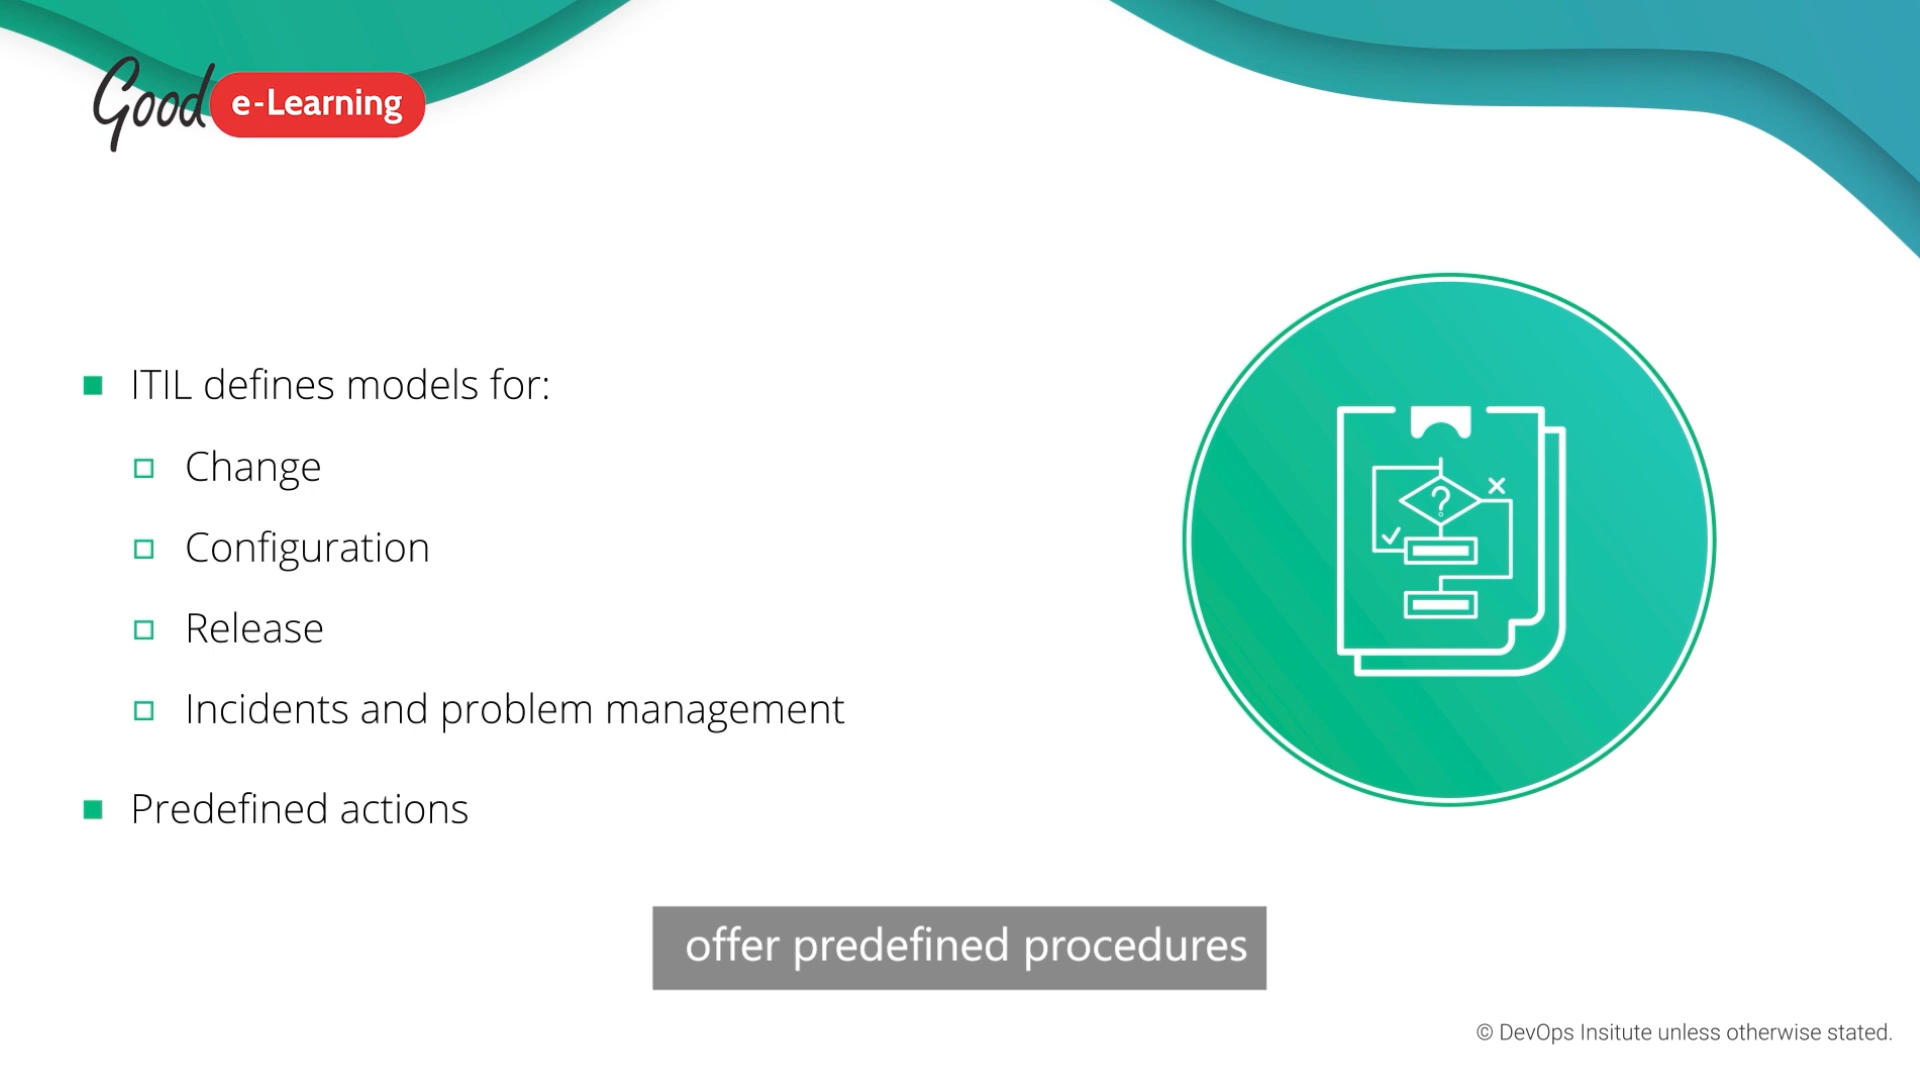 Good e-Learning
ITIL defines models for:
Change
Configuration
Release
Incidents and problem management
Predefined actions
?
offer predefined procedures
© DevOps Insitute unless otherwise stated.